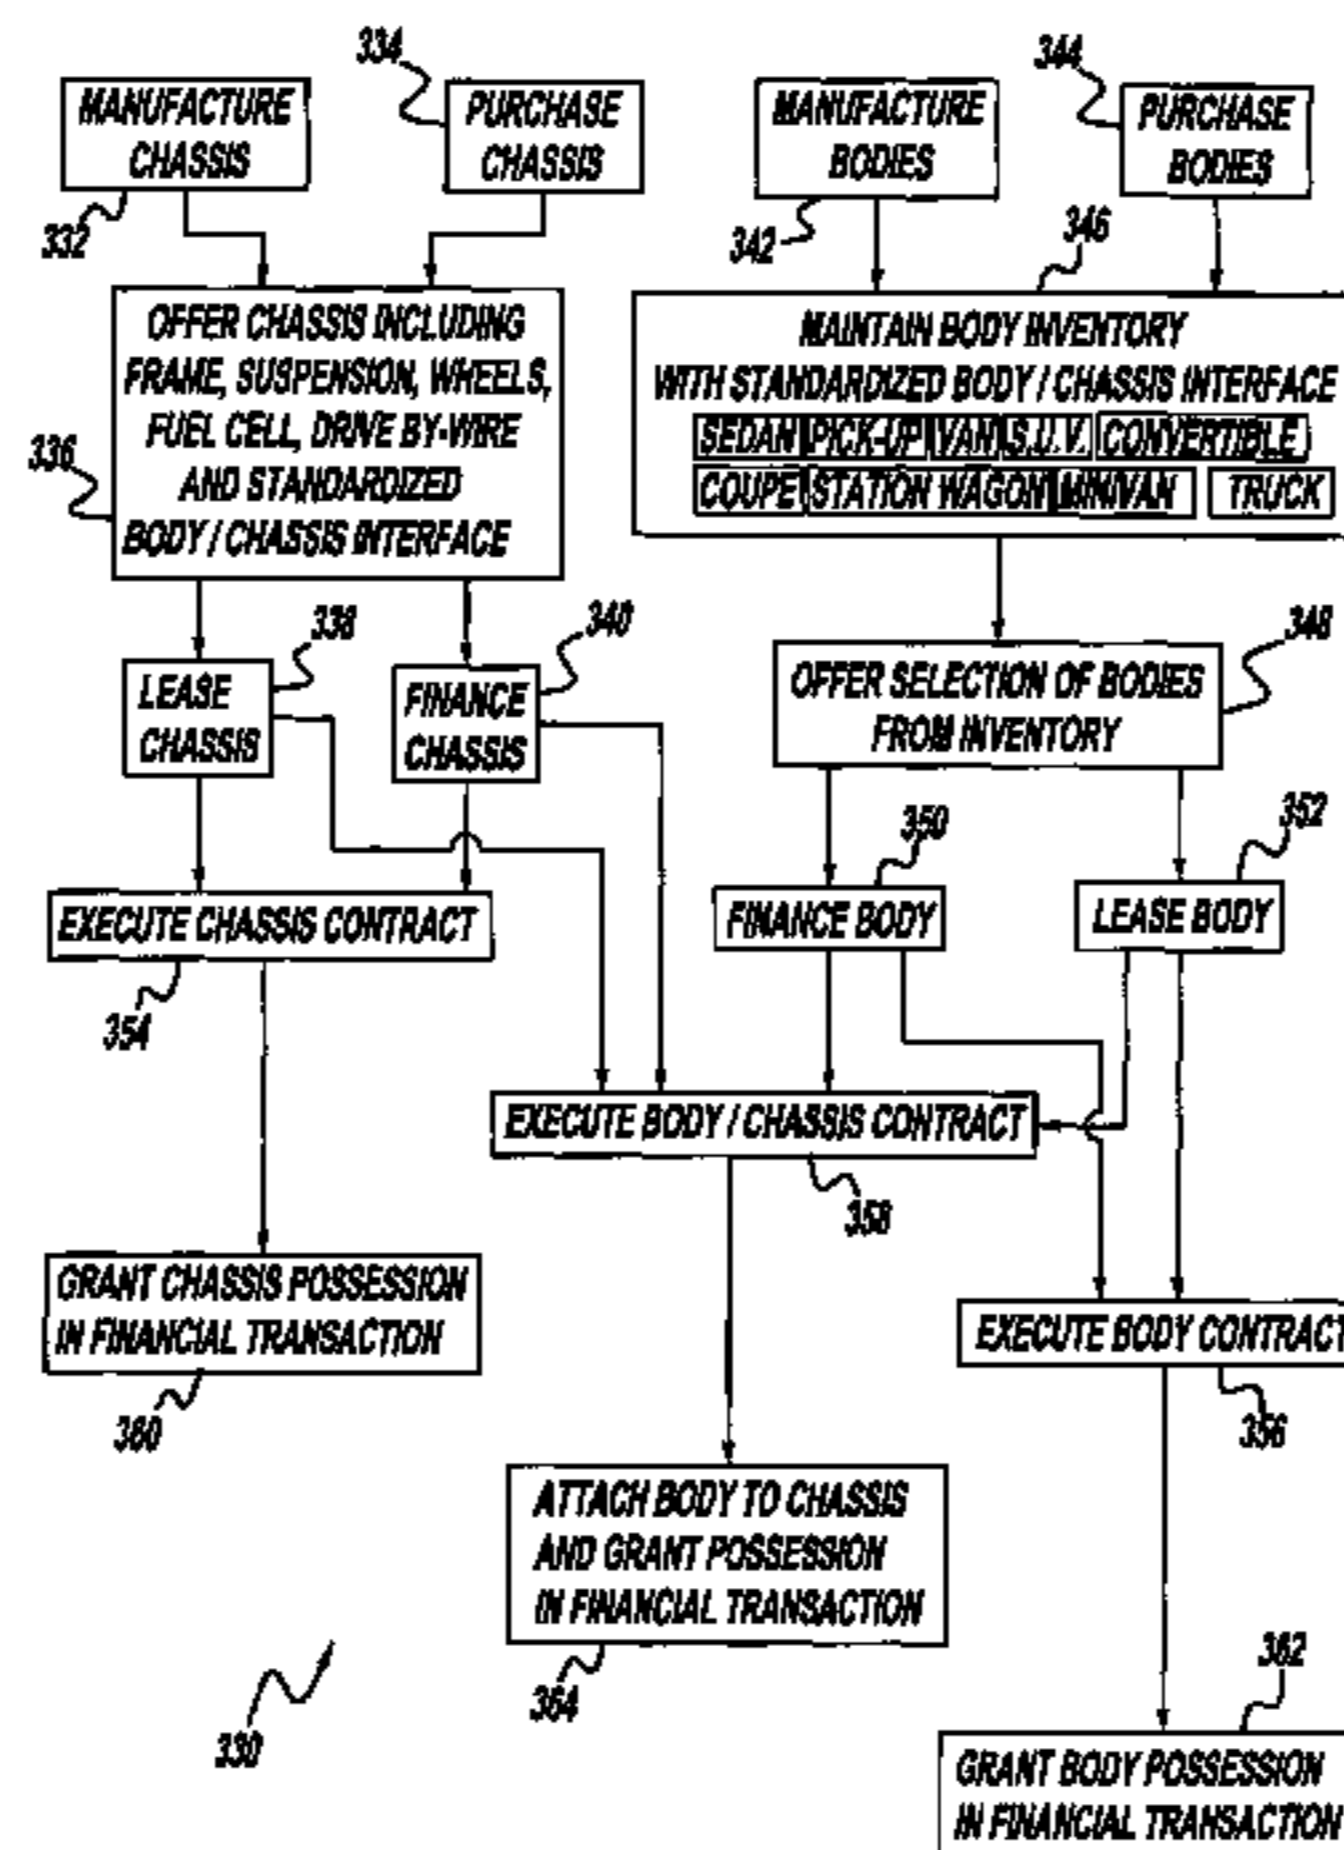 334
344
MANUFACTURE
CHASSIS
PURCHASE
CHASSIS
MANUFACTURE
BODIES
PURCHASE
BODIES
332
342
346
OFFER CHASSIS INCLUDING
FRAME, SUSPENSION, WHEELS,
FUEL CELL, DRIVE BY-WIRE
AND STANDARDIZED
BODY / CHASSIS INTERFACE
336
MAINTAIN BODY INVENTORY
WITH STANDARDIZED BODY / CHASSIS INTERFACE
SEDAN PICK-UP VAN S.U.V. CONVERTIBLE
COUPE STATION WAGON MINIVAN TRUCK
338
340
348
LEASE
CHASSIS
FINANCE
CHASSIS
OFFER SELECTION OF BODIES
FROM INVENTORY
350
352
EXECUTE CHASSIS CONTRACT
FINANCE BODY
LEASE BODY
354
EXECUTE BODY / CHASSIS CONTRACT
358
GRANT CHASSIS POSSESSION
IN FINANCIAL TRANSACTION
EXECUTE BODY CONTRACT
360
356
ATTACH BODY TO CHASSIS
AND GRANT POSSESSION
IN FINANCIAL TRANSACTION
364
362
330
GRANT BODY POSSESSION
IN FINANCIAL TRANSACTION